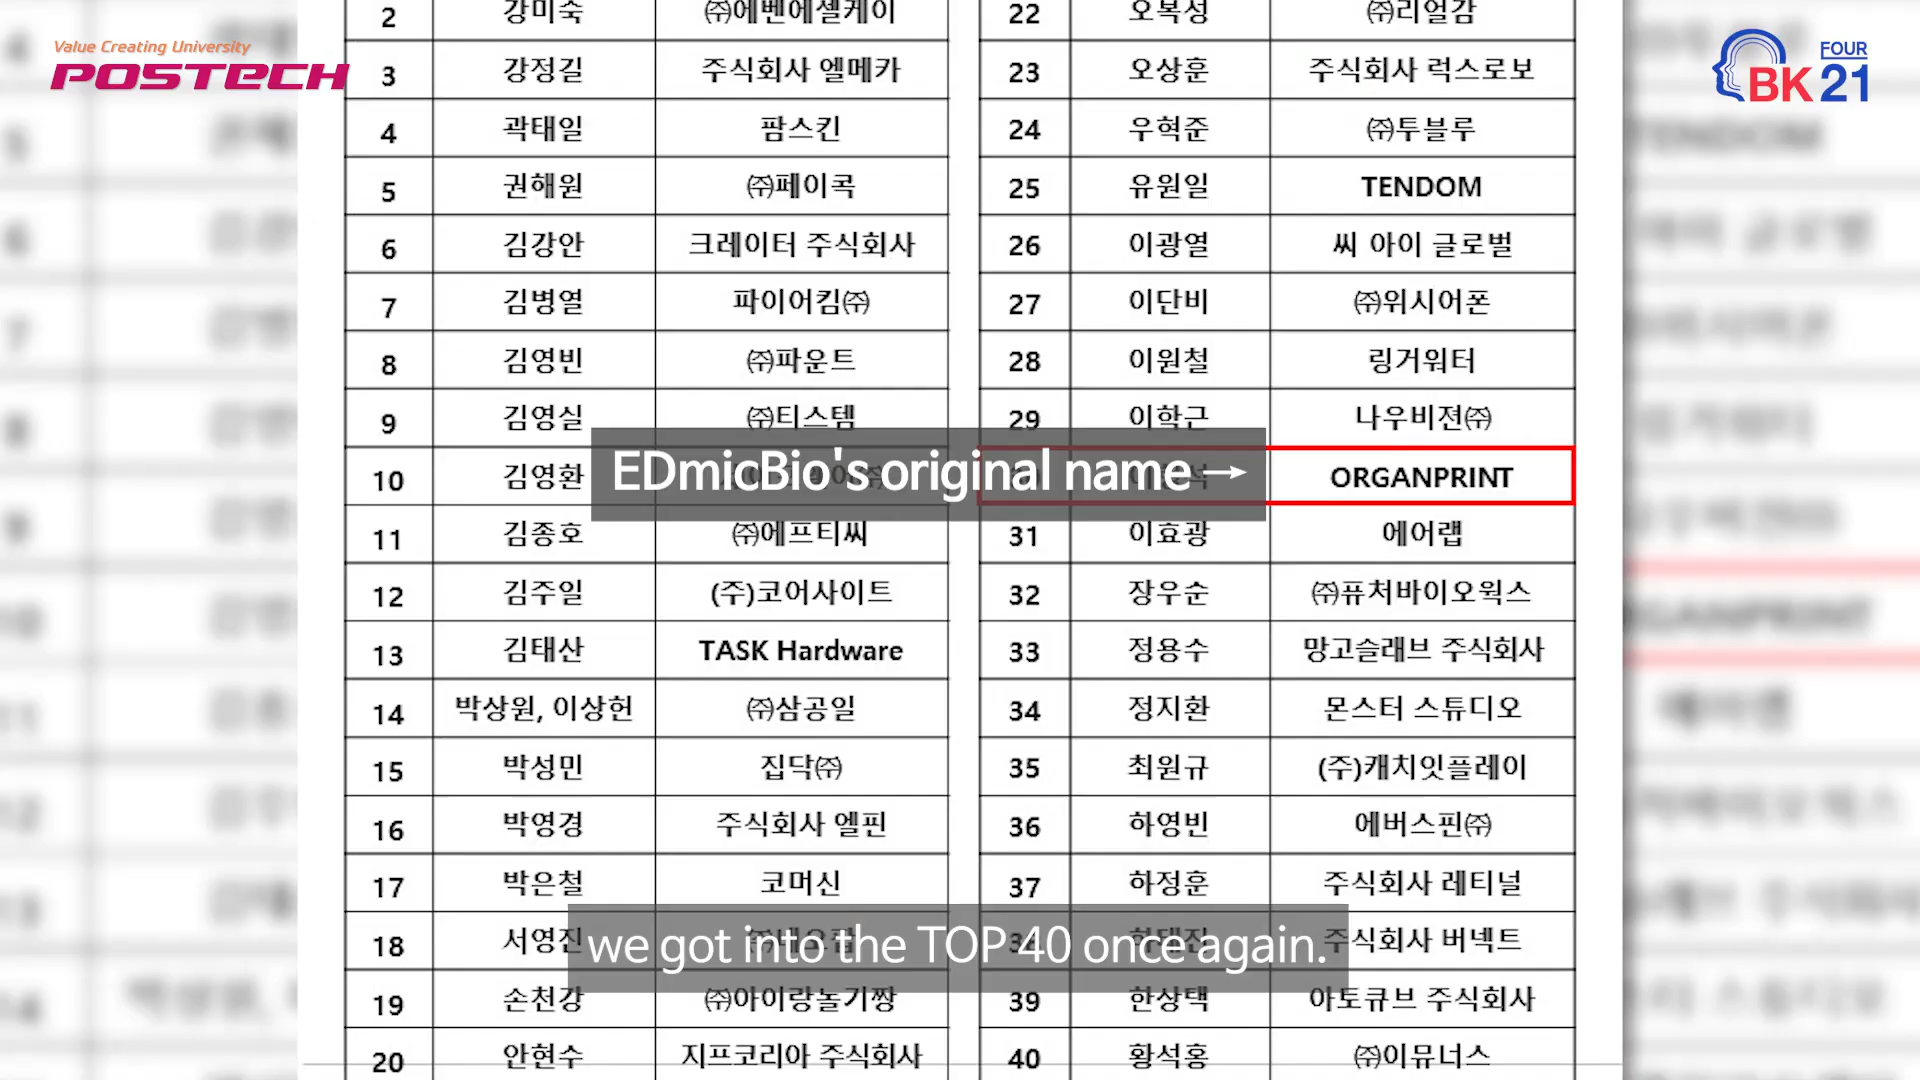 Value Creating University
POSTECH
FOUR
BK 21
2 강미숙 ㈜에벤에셀케이
3 강정길 주식회사 엘메카
4 곽태일 팜스킨
5 권해원 ㈜페이콕
6 김강안 크레이터 주식회사
7 김병열 파이어킴㈜
8 김영빈 ㈜파운트
9 김영실 ㈜티스템
10 김영환
11 김종호 ㈜에프티씨
12 김주일 (주)코어사이트
13 김태산 TASK Hardware
14 박상원, 이상헌 ㈜삼공일
15 박성민 집닥㈜
16 박영경 주식회사 엘핀
17 박은철 코머신
18 서영진
19 손천강 ㈜아이랑놀기짱
20 안현수 지프코리아 주식회사
22 오복성 ㈜리얼감
23 오상훈 주식회사 럭스로보
24 우혁준 ㈜투블루
25 유원일 TENDOM
26 이광열 씨 아이 글로벌
27 이단비 ㈜위시어폰
28 이원철 링거워터
29 이학근 나우비젼㈜
EDmicBio's original name→
ORGANPRINT
31 이효광 에어랩
32 장우순 ㈜퓨처바이오웍스
33 정용수 망고슬래브 주식회사
34 정지환 몬스터 스튜디오
35 최원규 (주)캐치잇플레이
36 하영빈 에버스핀㈜
37 하정훈 주식회사 레티널
주식회사 버넥트
39 한상택 아토큐브 주식회사
40 황석홍 ㈜이뮤너스
we got into the TOP 40 once again.